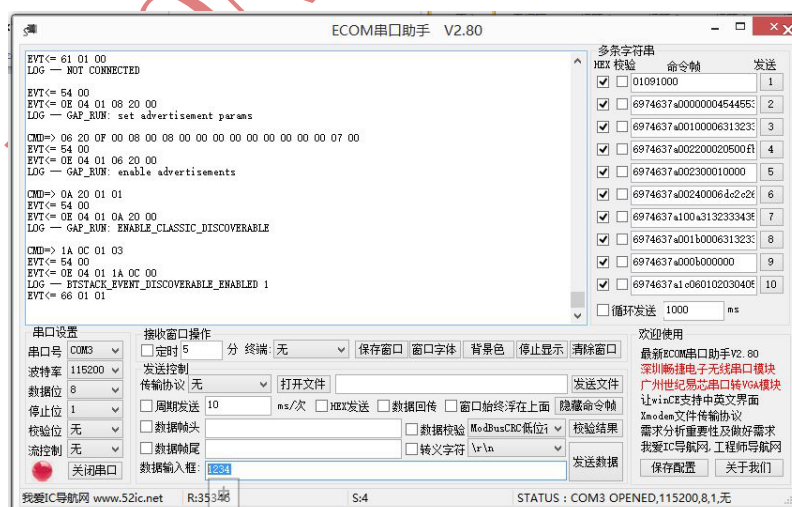 ECOM串口助手 V2.80
EVT<= 61 01 00
LOG — NOT CONNECTED
EVT<= 54 00
EVT<= 0E 04 01 08 20 00
LOG — GAP_RUN: set advertisement params
CMD=> 06 20 0F 00 08 00 08 00 00 00 00 00 00 00 00 00 07 00
EVT<= 54 00
EVT<= 0E 04 01 06 20 00
LOG — GAP_RUN: enable advertisements
CMD=> 0A 20 01 01
EVT<= 54 00
EVT<= 0E 04 01 0A 20 00
LOG — GAP_RUN: ENABLE_CLASSIC_DISCOVERABLE
CMD=> 1A 0C 01 03
EVT<= 54 00
EVT<= 0E 04 01 1A 0C 00
LOG — BTSTACK_EVENT_DISCOVERABLE_ENABLED 1
EVT<= 66 01 01
多条字符串
HEX 校验 命令帧 发送
01091000 1
6974637a00000004544553 2
6974637a00100006313233 3
6974637a002200020500ff 4
6974637a002300010000 5
6974637a00240006dc2c26 6
6974637a100a3132333435 7
6974637a001b0006313233 8
6974637a000b000000 9
6974637a1c060102030405 10
循环发送 1000 ms
串口设置
串口号 COM3
波特率 115200
数据位 8
停止位 1
校验位 无
流控制 无
关闭串口
接收窗口操作
定时 5 分 终端: 无 保存窗口 窗口字体 背景色 停止显示 清除窗口
发送控制
传输协议 无 打开文件 发送文件
周期发送 10 ms/次 HEX发送 数据回传 窗口始终浮在上面 隐藏命令帧
数据帧头 数据校验 ModBusCRC低位 校验结果
数据帧尾 转义字符 \r\n
数据输入框: 1234 发送数据
欢迎使用
最新ECOM串口助手V2.80
深圳畅捷电子无线串口模块
广州世纪易芯串口转VGA模块
让winCE支持中英文界面
Xmodem文件传输协议
需求分析重要性及做好需求
我爱IC导航网, 工程师导航网
保存配置 关于我们
我爱IC导航网 www.52ic.net S:4 STATUS : COM3 OPENED,115200,8,1,无